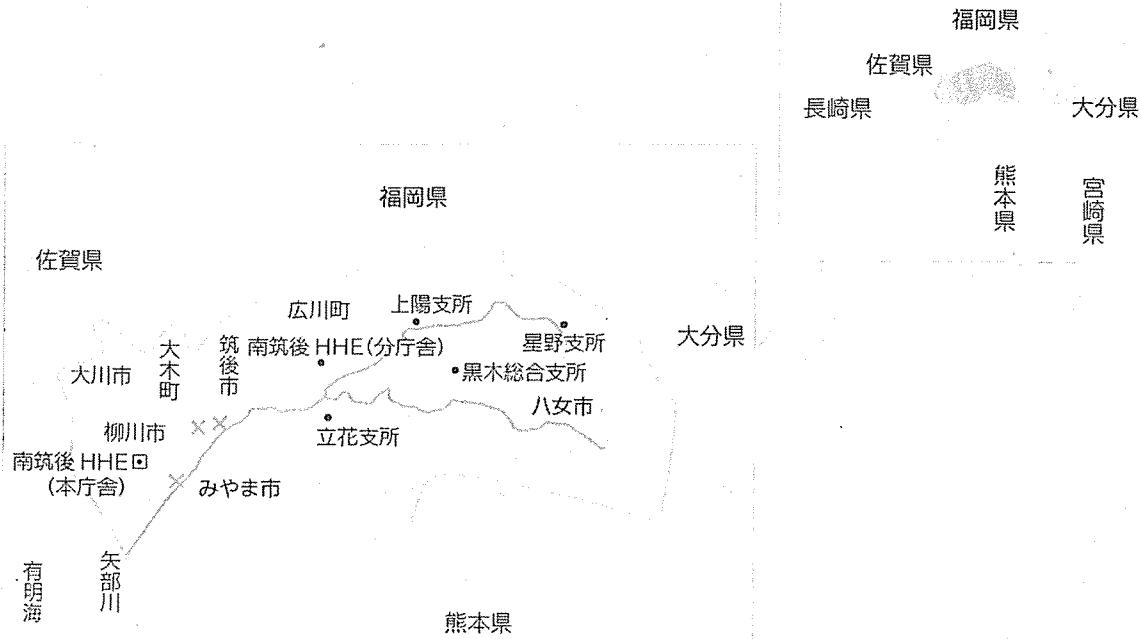 福岡県
佐賀県
長崎県
大分県
熊本県
宮崎県
福岡県
佐賀県
広川町
上陽支所
大木町
筑後市
南筑後HHE(分庁舎)
星野支所
大分県
大川市
黒木総合支所
八女市
柳川市
立花支所
南筑後HHE
(本庁舎)
みやま市
矢部川
有明海
熊本県